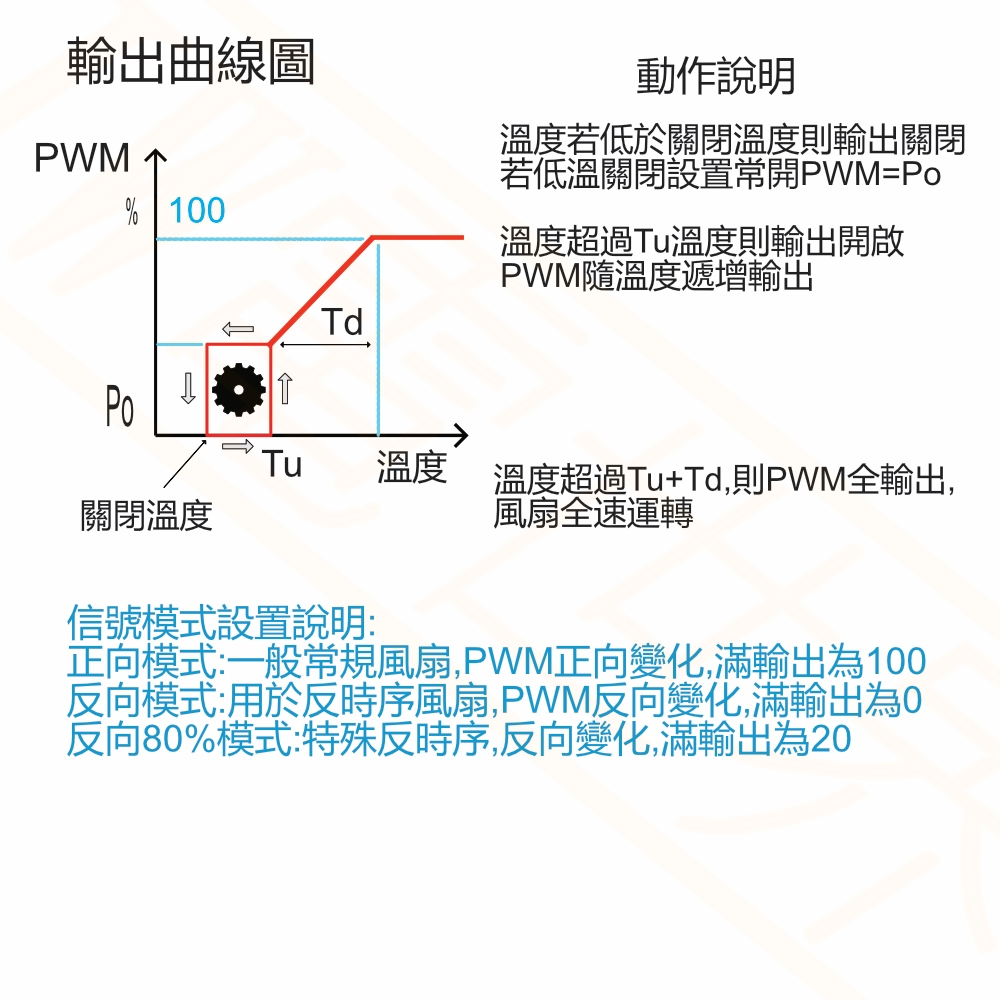 輸出曲線圖
動作說明
PWM
% 100
Td
Po
Tu
溫度
關閉溫度
溫度若低於關閉溫度則輸出關閉
若低溫關閉設置常開PWM=Po
溫度超過Tu溫度則輸出開啟
PWM隨溫度遞增輸出
溫度超過Tu+Td,則PWM全輸出,
風扇全速運轉
信號模式設置說明:
正向模式:一般常規風扇,PWM正向變化,滿輸出為100
反向模式:用於反時序風扇,PWM反向變化,滿輸出為0
反向80%模式:特殊反時序,反向變化,滿輸出為20